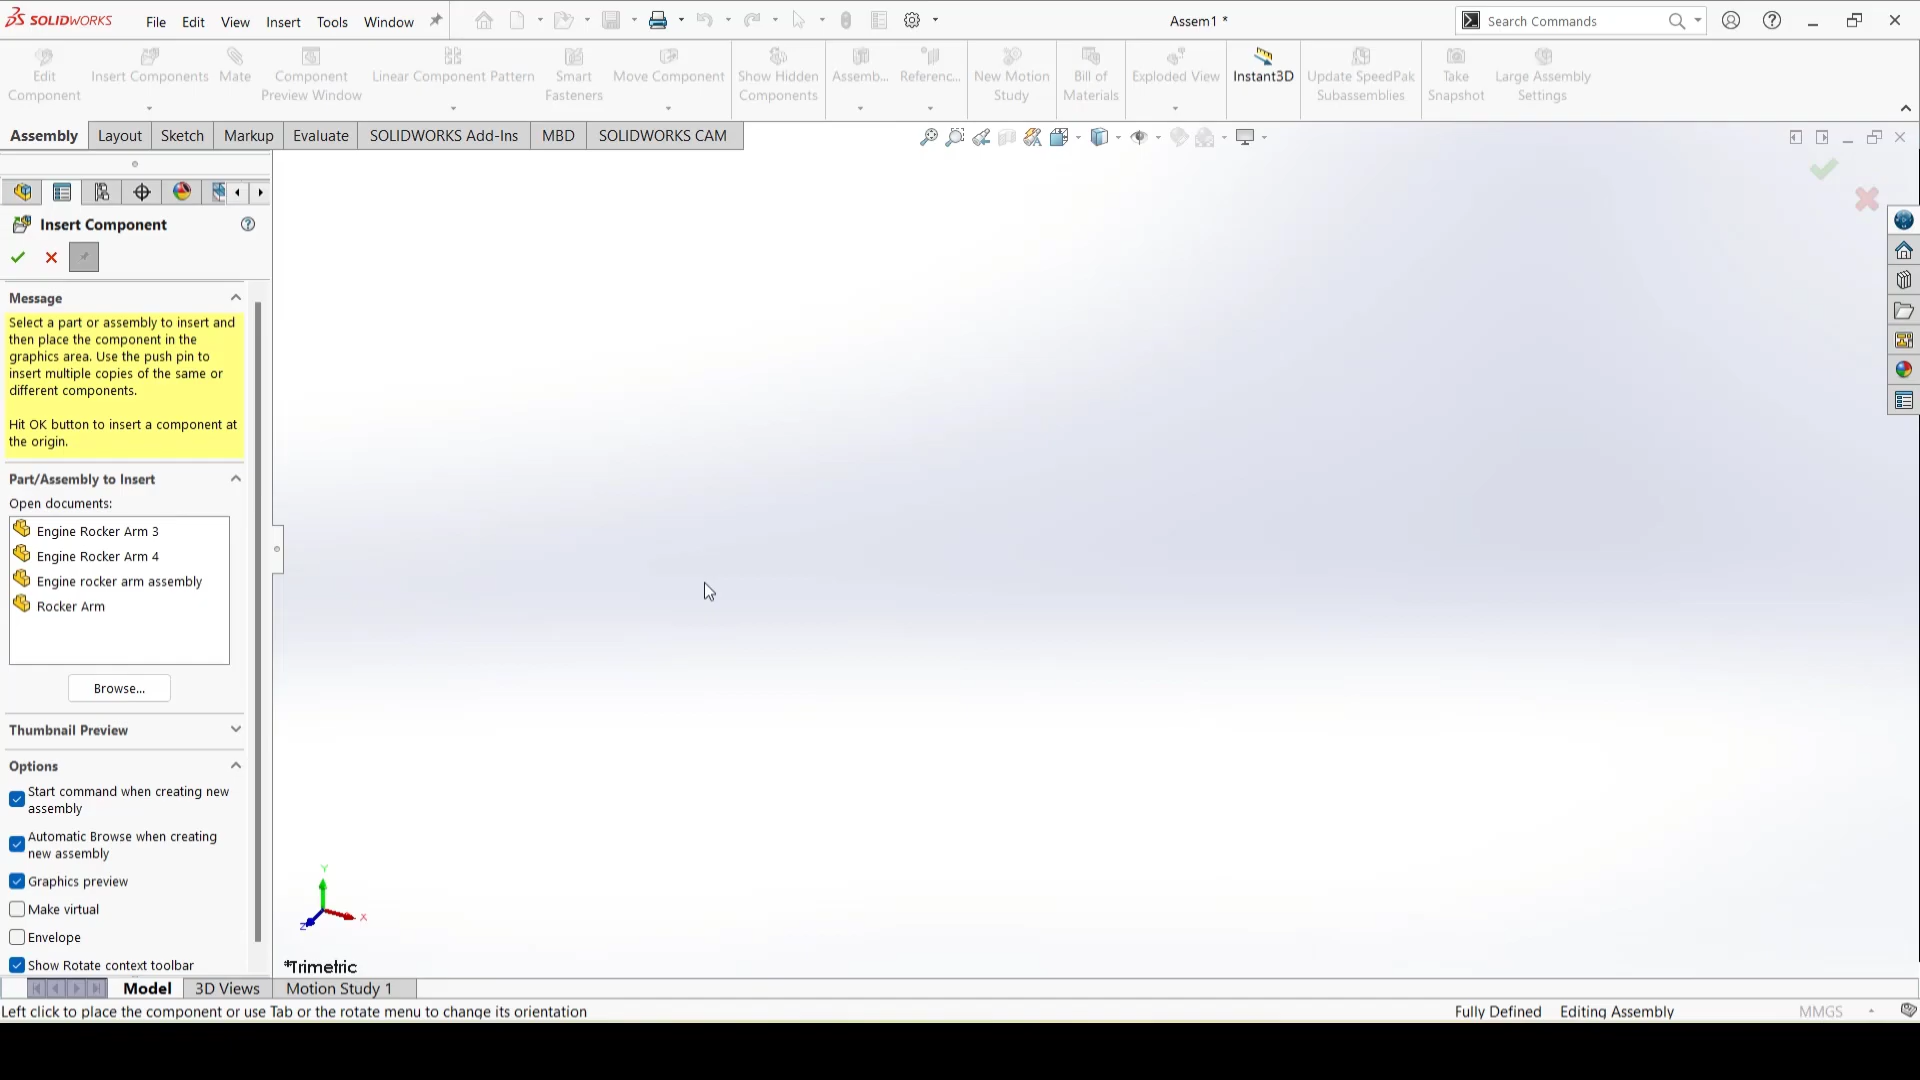 SOLIDWORKS File Edit View Insert Tools Window Assem1 * Search Commands
Edit Component
Insert Components
Mate
Component Preview Window
Linear Component Pattern
Smart Fasteners
Move Component
Show Hidden Components
Assemb...
Referenc...
New Motion Study
Bill of Materials
Exploded View
Instant3D
Update SpeedPak Subassemblies
Take Snapshot
Large Assembly Settings
Assembly Layout Sketch Markup Evaluate SOLIDWORKS Add-Ins MBD SOLIDWORKS CAM
Insert Component
Message
Select a part or assembly to insert and
then place the component in the
graphics area. Use the push pin to
insert multiple copies of the same or
different components.
Hit OK button to insert a component at
the origin.
Part/Assembly to Insert
Open documents:
Engine Rocker Arm 3
Engine Rocker Arm 4
Engine rocker arm assembly
Rocker Arm
Browse...
Thumbnail Preview
Options
Start command when creating new
assembly
Automatic Browse when creating
new assembly
Graphics preview
Make virtual
Envelope
Show Rotate context toolbar
Y
X
Z
*Trimetric
Model 3D Views Motion Study 1
Left click to place the component or use Tab or the rotate menu to change its orientation Fully Defined Editing Assembly MMGS